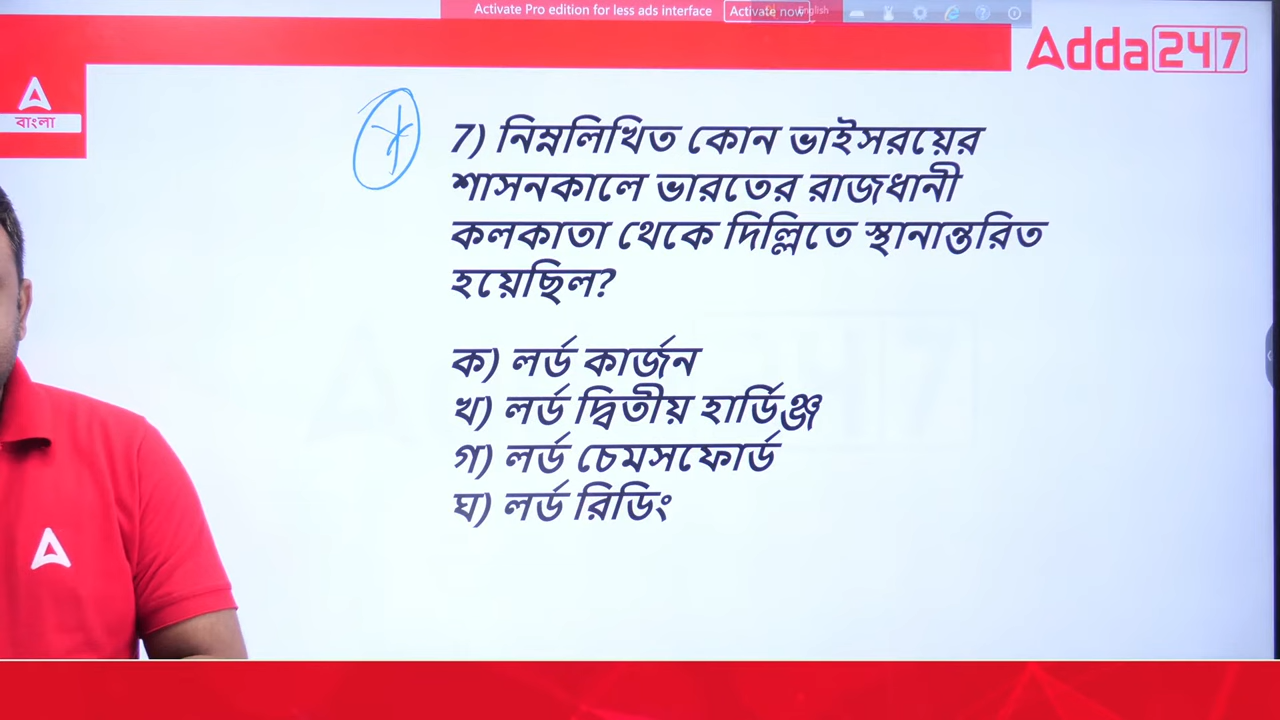 Activate Pro edition for less ads interface Activate now English
Adda247
বাংলা
7) নিম্নলিখিত কোন ভাইসরয়ের
শাসনকালে ভারতের রাজধানী
কলকাতা থেকে দিল্লিতে স্থানান্তরিত
হয়েছিল?
ক) লর্ড কার্জন
খ) লর্ড দ্বিতীয় হার্ডিঞ্জ
গ) লর্ড চেমসফোর্ড
ঘ) লর্ড রিডিং